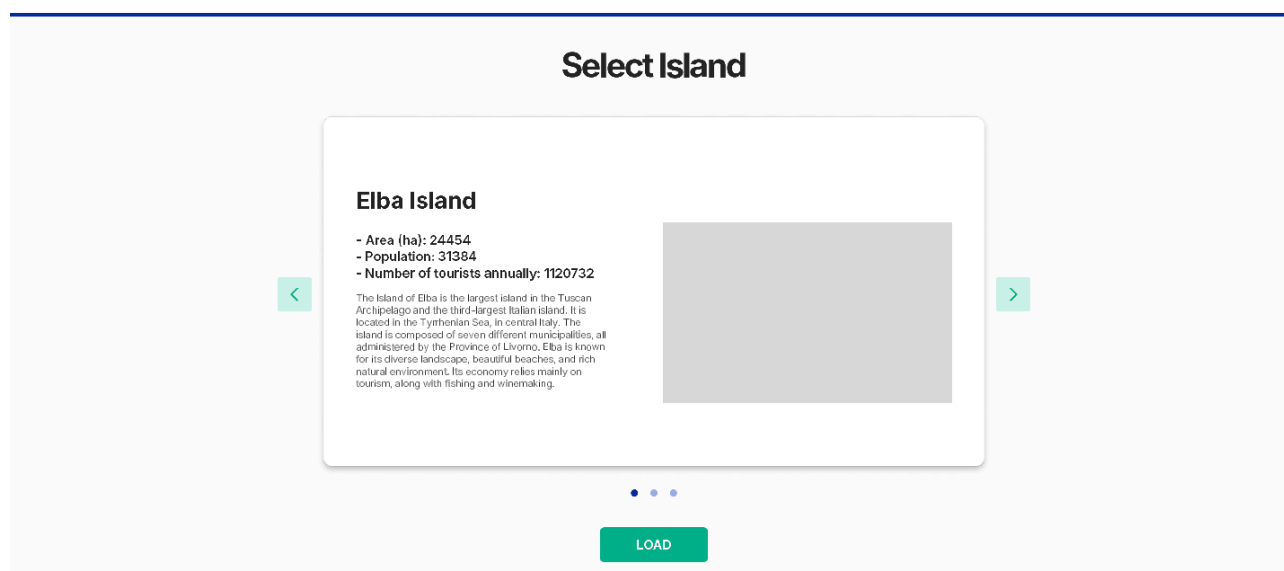 Select Island
Elba Island
- Area (ha): 24454
- Population: 31384
- Number of tourists annually: 1120732
The Island of Elba is the largest island in the Tuscan
Archipelago and the third-largest Italian island. It is
located in the Tyrrhenian Sea, in central Italy. The
island is composed of seven different municipalities, all
administered by the Province of Livorno. Elba is known
for its diverse landscape, beautiful beaches, and rich
natural environment. Its economy relies mainly on
tourism, along with fishing and winemaking.
LOAD